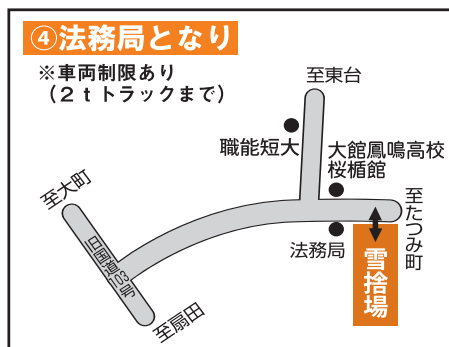 ④法務局となり
※車両制限あり
（２ｔトラックまで）
至東台
職能短大
大館鳳鳴高校
桜楯館
至たつみ町
至大町
旧国道103号
法務局
雪捨場
至扇田